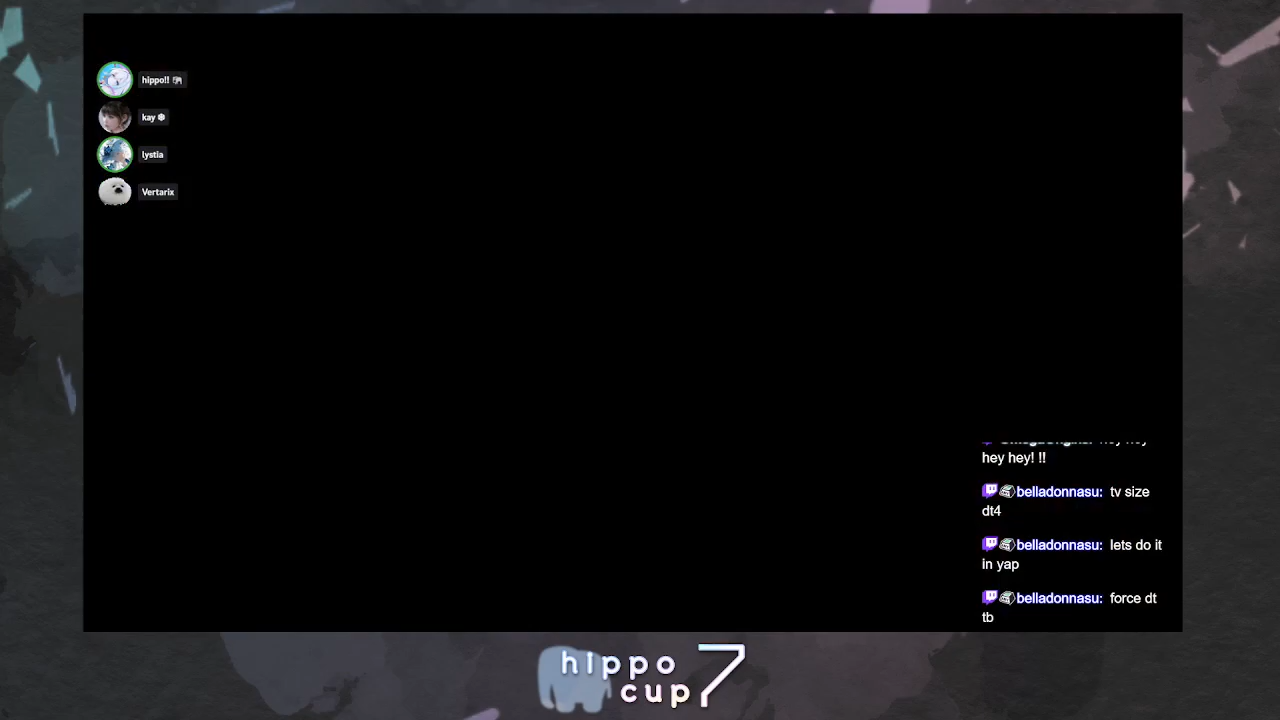 hippo!!
kay
lystia
Vertarix
hey hey! !!
belladonnasu: tv size
dt4
belladonnasu: lets do it
in yap
belladonnasu: force dt
tb
hippo
cup 7